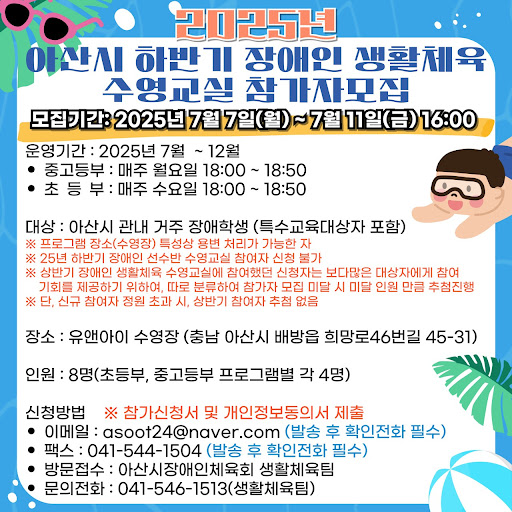 2025년
아산시 하반기 장애인 생활체육
수영교실 참가자모집
모집기간: 2025년 7월 7일(월) ~ 7월 11일(금) 16:00
운영기간 : 2025년 7월 ~ 12월
• 중고등부 : 매주 월요일 18:00 ~ 18:50
• 초 등 부 : 매주 수요일 18:00 ~ 18:50
대상 : 아산시 관내 거주 장애학생 (특수교육대상자 포함)
※ 프로그램 장소(수영장) 특성상 용변 처리가 가능한 자
※ 25년 하반기 장애인 선수반 수영교실 참여자 신청 불가
※ 상반기 장애인 생활체육 수영교실에 참여했던 신청자는 보다많은 대상자에게 참여
기회를 제공하기 위하여, 따로 분류하여 참가자 모집 미달 시 미달 인원 만큼 추첨진행
※ 단, 신규 참여자 정원 초과 시, 상반기 참여자 추첨 없음
장소 : 유앤아이 수영장 (충남 아산시 배방읍 희망로46번길 45-31)
인원 : 8명(초등부, 중고등부 프로그램별 각 4명)
신청방법 ※ 참가신청서 및 개인정보동의서 제출
• 이메일 : asoot24@naver.com (발송 후 확인전화 필수)
• 팩스 : 041-544-1504 (발송 후 확인전화 필수)
• 방문접수 : 아산시장애인체육회 생활체육팀
• 문의전화 : 041-546-1513(생활체육팀)